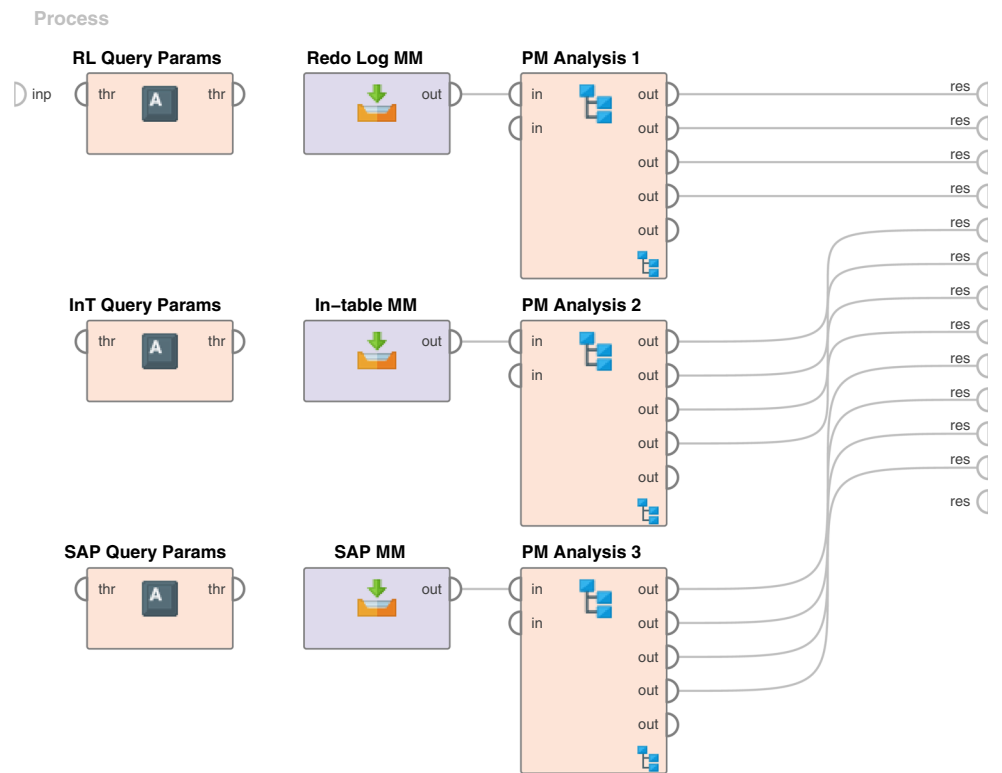 Process
RL Query Params Redo Log MM PM Analysis 1
inp thr A thr out in out res
in out res
out res
out res
out res
res
InT Query Params In-table MM PM Analysis 2
res
thr A thr out in out res
in out res
out res
out res
out res
res
SAP Query Params SAP MM PM Analysis 3
thr A thr out in out
in out
out
out
out